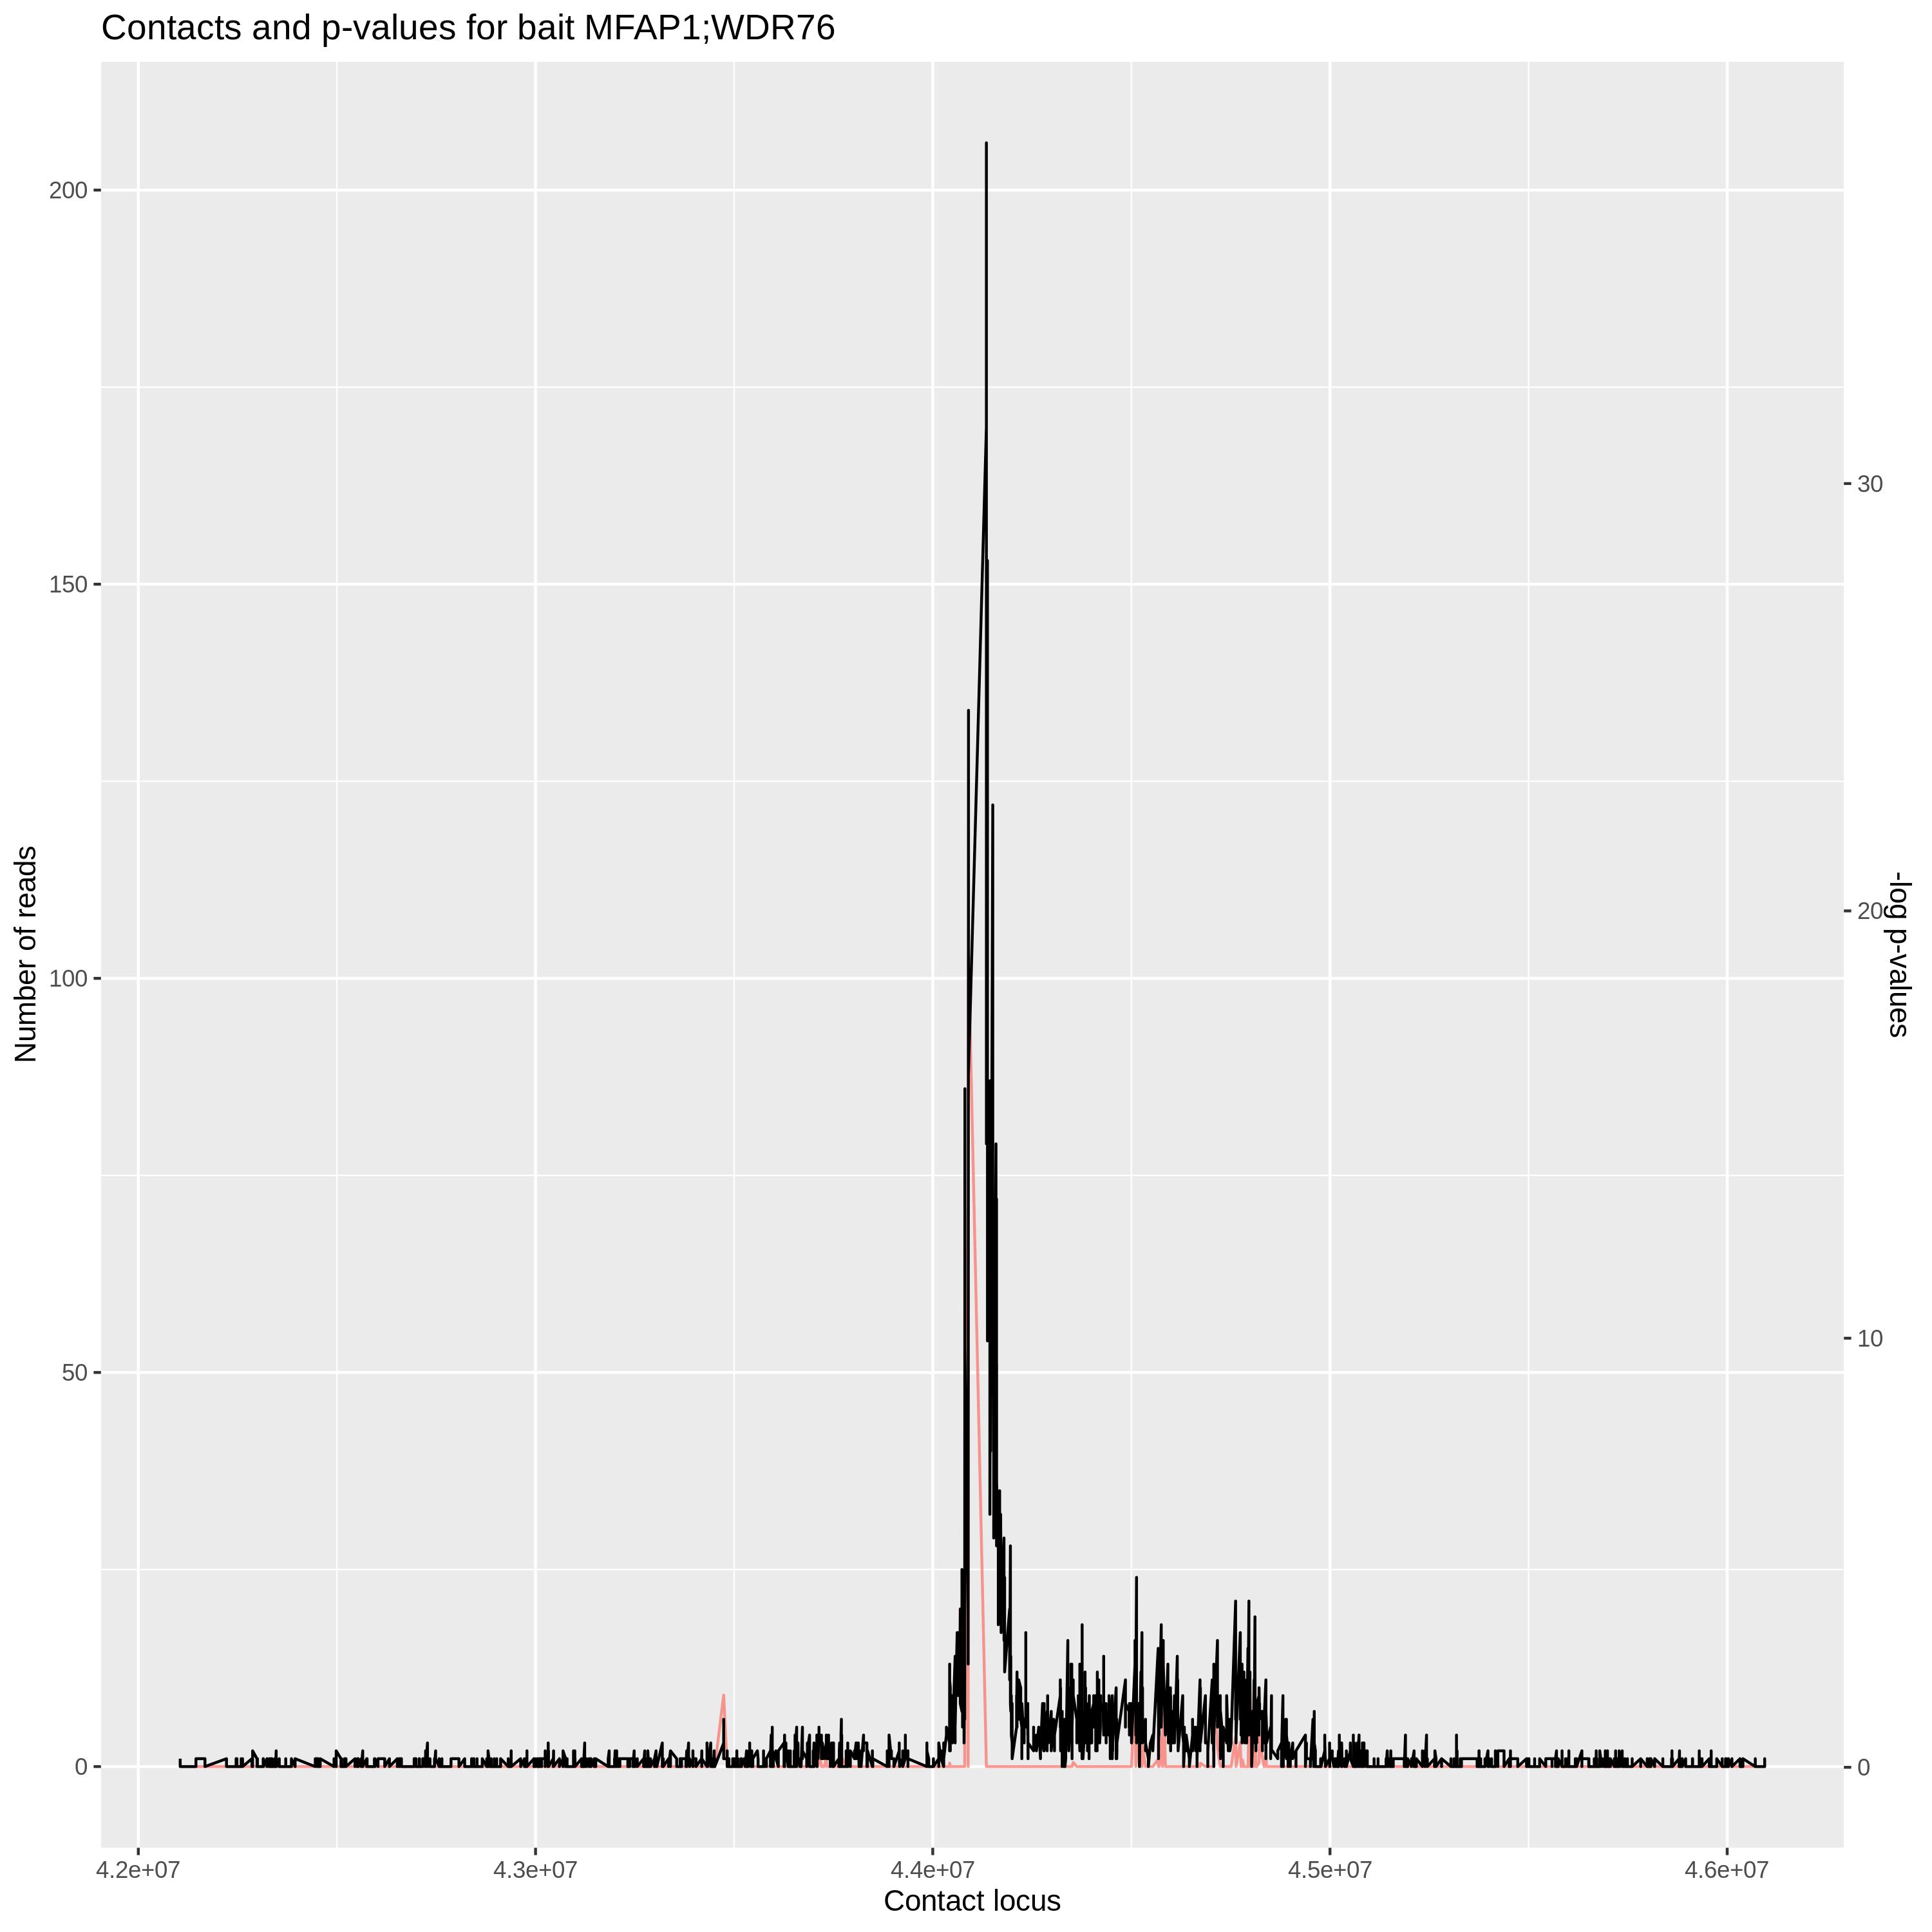 Contacts and p-values for bait MFAP1;WDR76
200
150
100
50
0
Number of reads
30
20
10
0
-log p-values
4.2e+07
4.3e+07
4.4e+07
4.5e+07
4.6e+07
Contact locus